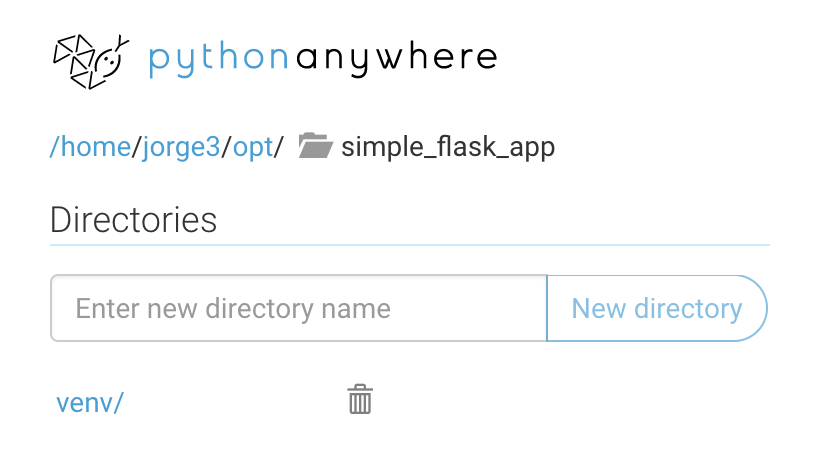 pythonanywhere
/home/jorge3/opt/ simple_flask_app
Directories
Enter new directory name New directory
venv/